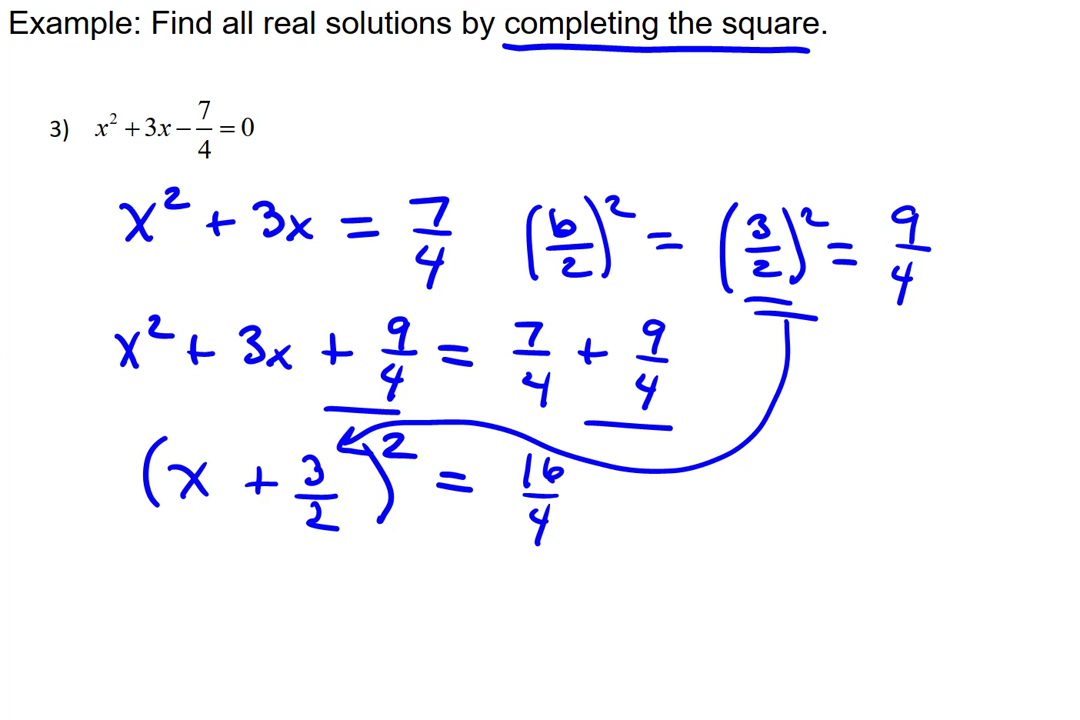 Example: Find all real solutions by completing the square.
3) x² + 3x − 7/4 = 0
x² + 3x = 7/4 (b/2)² = (3/2)² = 9/4
x² + 3x + 9/4 = 7/4 + 9/4
(x + 3/2)² = 16/4